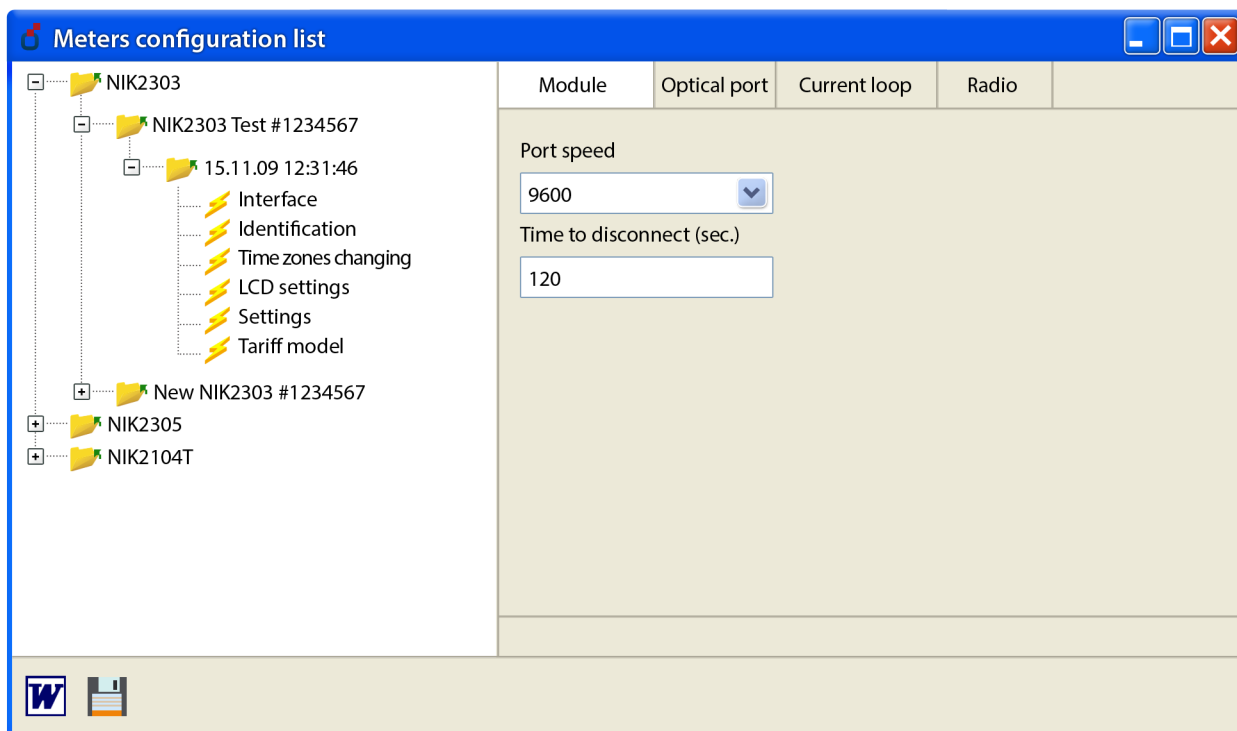 Meters configuration list
NIK2303
NIK2303 Test #1234567
15.11.09 12:31:46
Interface
Identification
Time zones changing
LCD settings
Settings
Tariff model
New NIK2303 #1234567
NIK2305
NIK2104T
Module Optical port Current loop Radio
Port speed
9600
Time to disconnect (sec.)
120
W